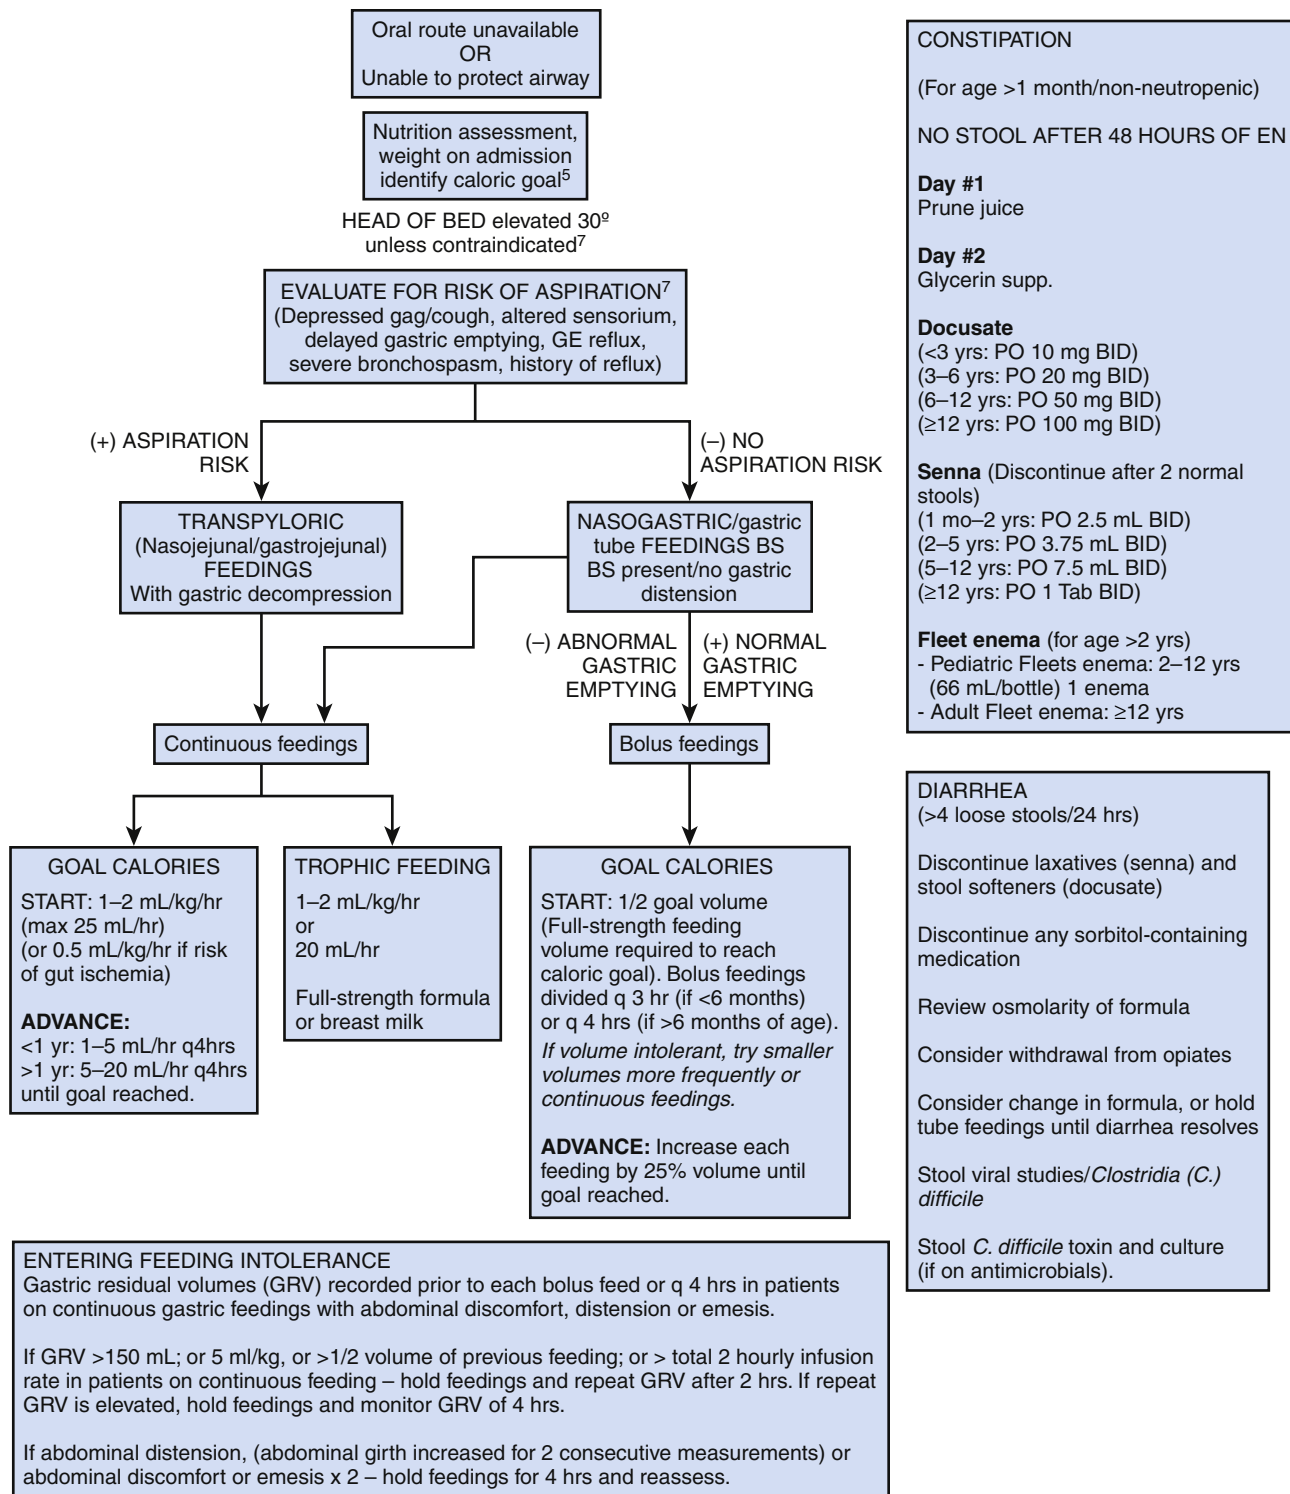 Oral route unavailable
OR
Unable to protect airway
Nutrition assessment,
weight on admission
identify caloric goal5
HEAD OF BED elevated 30º
unless contraindicated7
EVALUATE FOR RISK OF ASPIRATION7
(Depressed gag/cough, altered sensorium,
delayed gastric emptying, GE reflux,
severe bronchospasm, history of reflux)
(+) ASPIRATION
RISK
(–) NO
ASPIRATION RISK
TRANSPYLORIC
(Nasojejunal/gastrojejunal)
FEEDINGS
With gastric decompression
NASOGASTRIC/gastric
tube FEEDINGS BS
BS present/no gastric
distension
(–) ABNORMAL
GASTRIC
EMPTYING
(+) NORMAL
GASTRIC
EMPTYING
Continuous feedings
Bolus feedings
GOAL CALORIES
START: 1–2 mL/kg/hr
(max 25 mL/hr)
(or 0.5 mL/kg/hr if risk
of gut ischemia)
ADVANCE:
<1 yr: 1–5 mL/hr q4hrs
>1 yr: 5–20 mL/hr q4hrs
until goal reached.
TROPHIC FEEDING
1–2 mL/kg/hr
or
20 mL/hr
Full-strength formula
or breast milk
GOAL CALORIES
START: 1/2 goal volume
(Full-strength feeding
volume required to reach
caloric goal). Bolus feedings
divided q 3 hr (if <6 months)
or q 4 hrs (if >6 months of age).
If volume intolerant, try smaller
volumes more frequently or
continuous feedings.
ADVANCE: Increase each
feeding by 25% volume until
goal reached.
ENTERING FEEDING INTOLERANCE
Gastric residual volumes (GRV) recorded prior to each bolus feed or q 4 hrs in patients
on continuous gastric feedings with abdominal discomfort, distension or emesis.
If GRV >150 mL; or 5 ml/kg, or >1/2 volume of previous feeding; or > total 2 hourly infusion
rate in patients on continuous feeding – hold feedings and repeat GRV after 2 hrs. If repeat
GRV is elevated, hold feedings and monitor GRV of 4 hrs.
If abdominal distension, (abdominal girth increased for 2 consecutive measurements) or
abdominal discomfort or emesis x 2 – hold feedings for 4 hrs and reassess.
CONSTIPATION
(For age >1 month/non-neutropenic)
NO STOOL AFTER 48 HOURS OF EN
Day #1
Prune juice
Day #2
Glycerin supp.
Docusate
(<3 yrs: PO 10 mg BID)
(3–6 yrs: PO 20 mg BID)
(6–12 yrs: PO 50 mg BID)
(≥12 yrs: PO 100 mg BID)
Senna (Discontinue after 2 normal
stools)
(1 mo–2 yrs: PO 2.5 mL BID)
(2–5 yrs: PO 3.75 mL BID)
(5–12 yrs: PO 7.5 mL BID)
(≥12 yrs: PO 1 Tab BID)
Fleet enema (for age >2 yrs)
- Pediatric Fleets enema: 2–12 yrs
(66 mL/bottle) 1 enema
- Adult Fleet enema: ≥12 yrs
DIARRHEA
(>4 loose stools/24 hrs)
Discontinue laxatives (senna) and
stool softeners (docusate)
Discontinue any sorbitol-containing
medication
Review osmolarity of formula
Consider withdrawal from opiates
Consider change in formula, or hold
tube feedings until diarrhea resolves
Stool viral studies/Clostridia (C.)
difficile
Stool C. difficile toxin and culture
(if on antimicrobials).